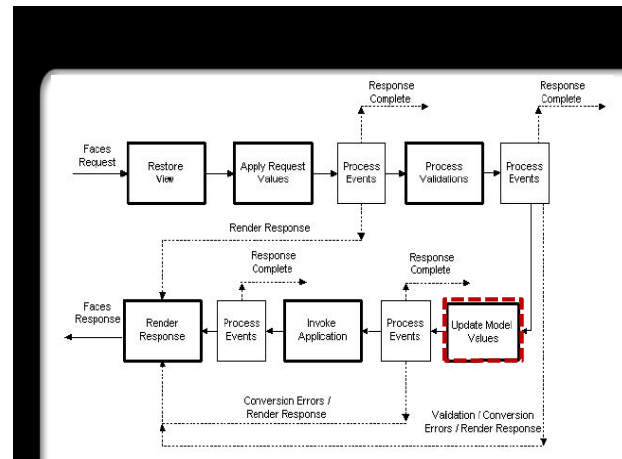 Response
Complete
Response
Complete
Faces
Request
Restore
View
Apply Request
Values
Process
Events
Process
Validations
Process
Events
Render Response
Response
Complete
Response
Complete
Faces
Response
Render
Response
Process
Events
Invoke
Application
Process
Events
Update Model
Values
Conversion Errors /
Render Response
Validation / Conversion
Errors / Render Response